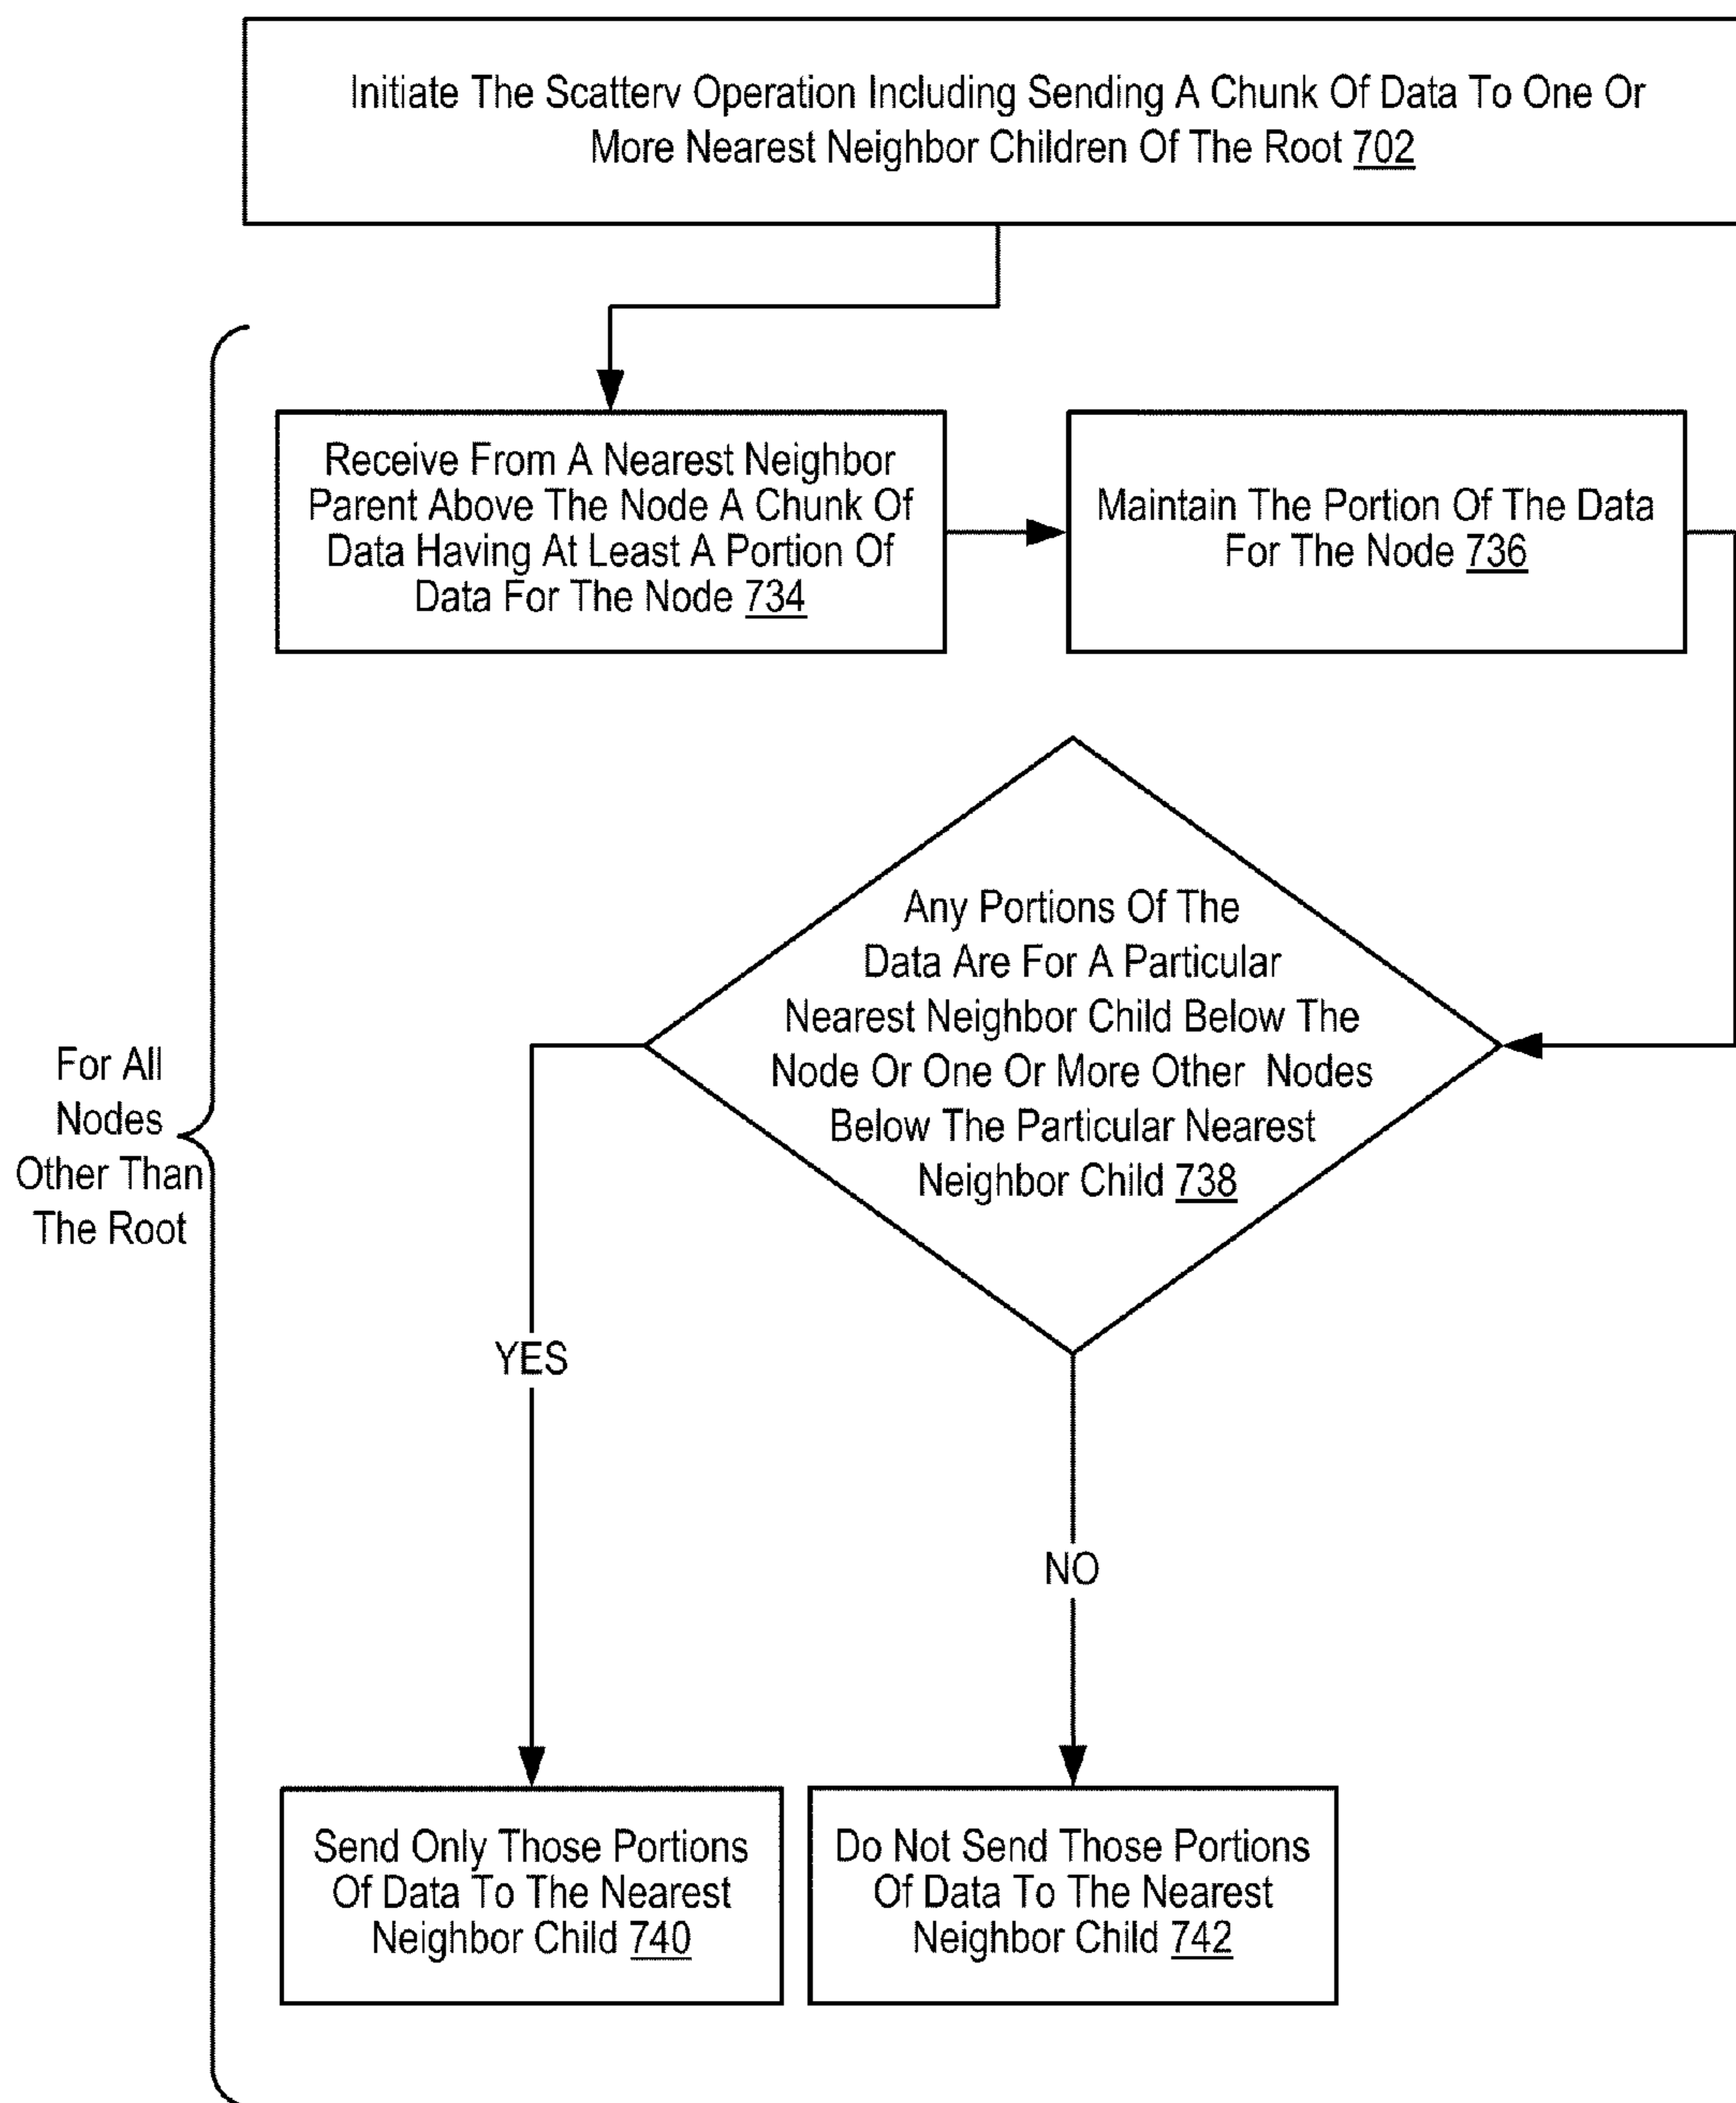 Initiate The Scatterv Operation Including Sending A Chunk Of Data To One Or
More Nearest Neighbor Children Of The Root 702
Receive From A Nearest Neighbor
Parent Above The Node A Chunk Of
Data Having At Least A Portion Of
Data For The Node 734
Maintain The Portion Of The Data
For The Node 736
Any Portions Of The
Data Are For A Particular
Nearest Neighbor Child Below The
Node Or One Or More Other Nodes
Below The Particular Nearest
Neighbor Child 738
For All
Nodes
Other Than
The Root
YES
NO
Send Only Those Portions
Of Data To The Nearest
Neighbor Child 740
Do Not Send Those Portions
Of Data To The Nearest
Neighbor Child 742